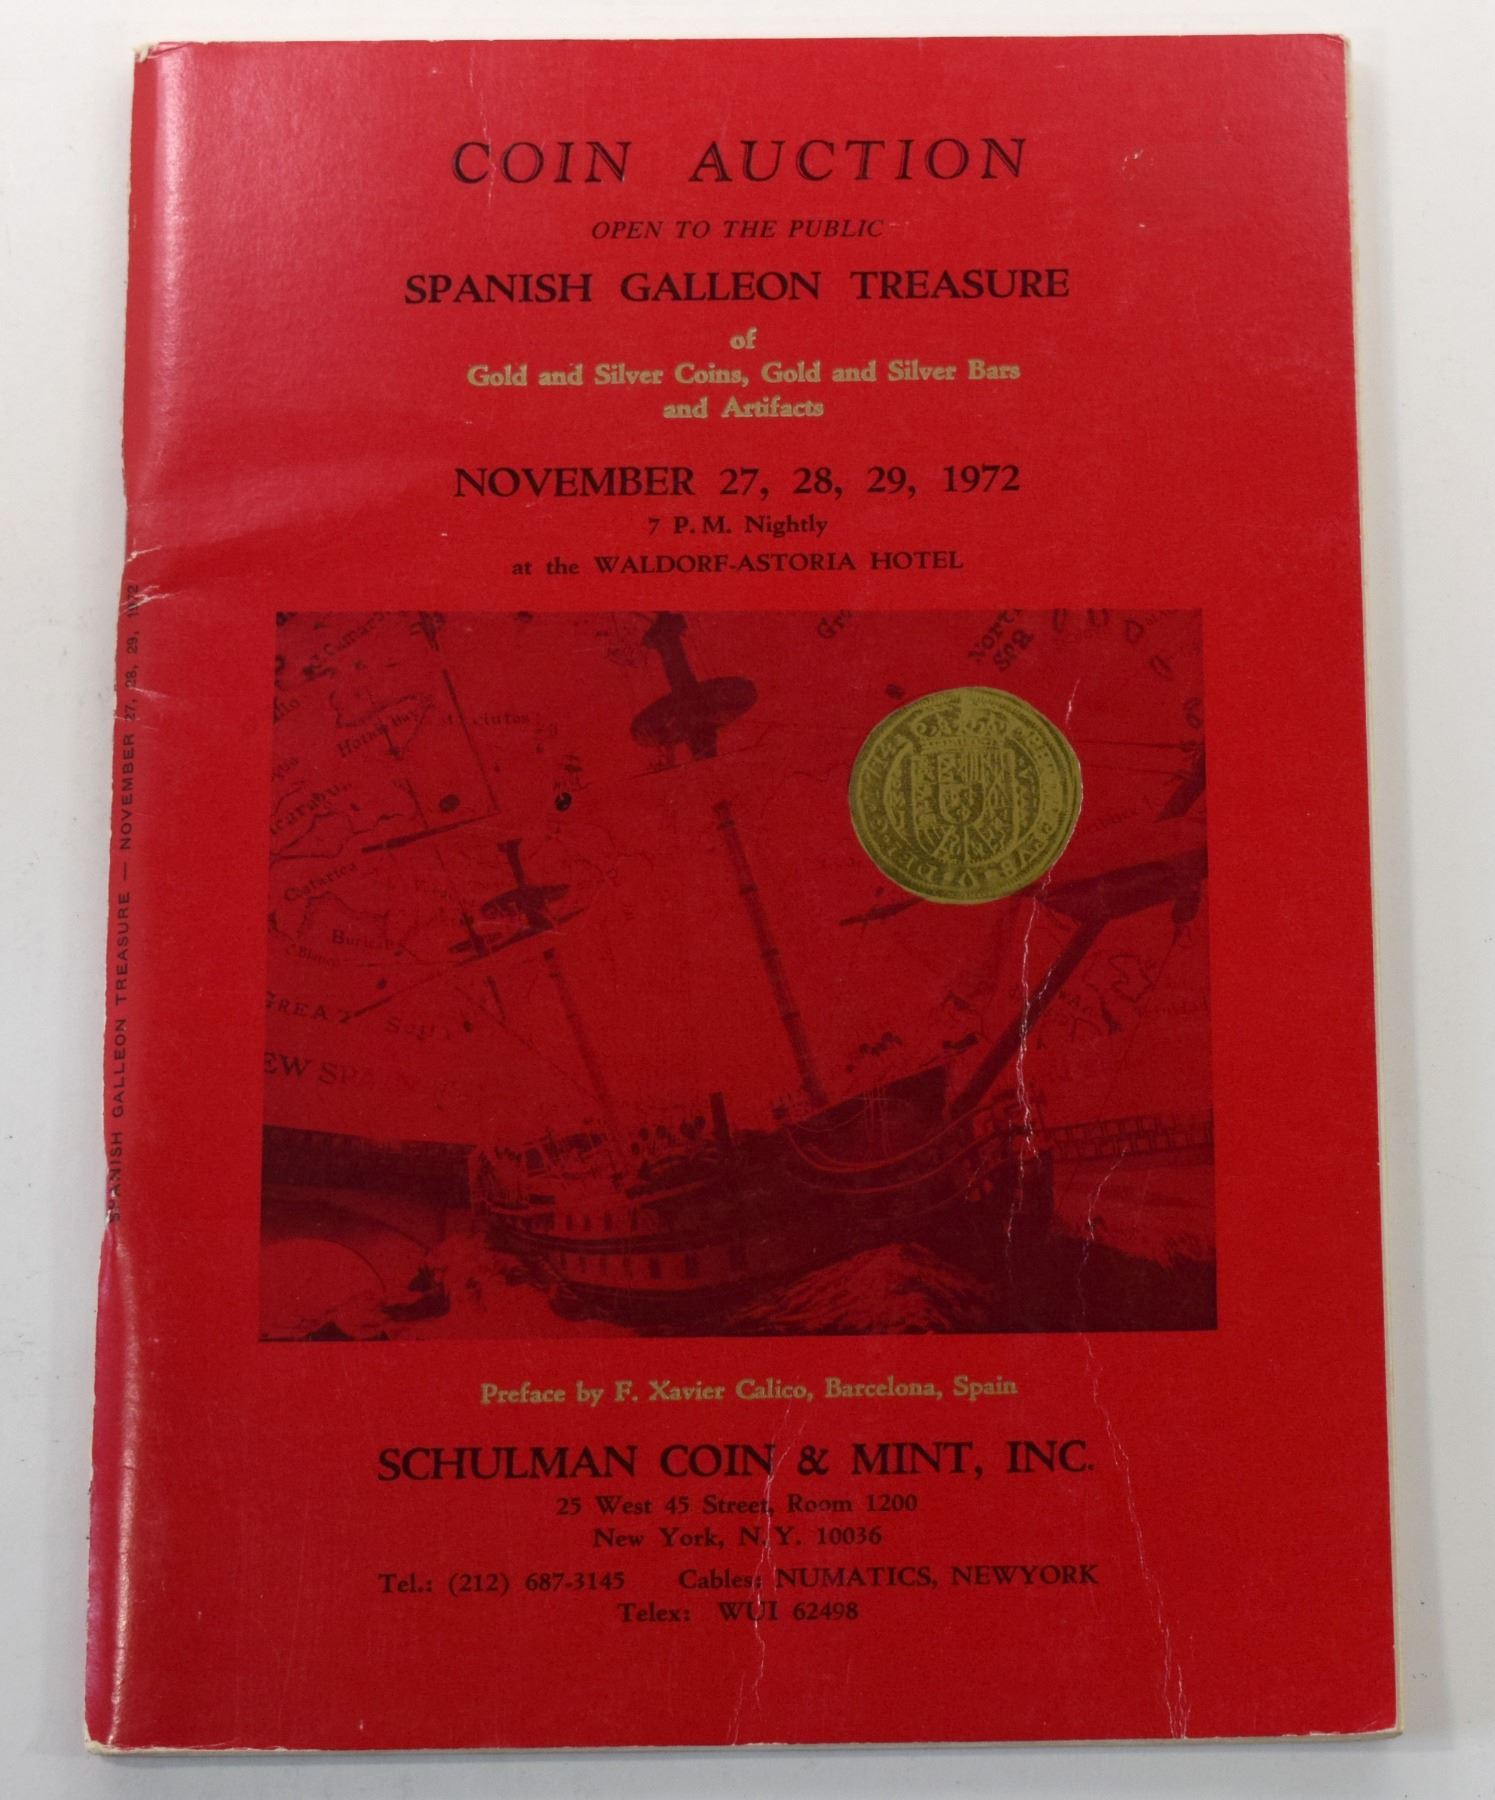 COIN AUCTION
OPEN TO THE PUBLIC
SPANISH GALLEON TREASURE
of
Gold and Silver Coins, Gold and Silver Bars
and Artifacts
NOVEMBER 27, 28, 29, 1972
7 P.M. Nightly
at the WALDORF-ASTORIA HOTEL
SPANISH GALLEON TREASURE — NOVEMBER 27, 28, 29, 1972
Costarica
GREAT
Preface by F. Xavier Calico, Barcelona, Spain
SCHULMAN COIN & MINT, INC.
25 West 45 Street, Room 1200
New York, N.Y. 10036
Tel.: (212) 687-3145 Cables: NUMATICS, NEWYORK
Telex: WUI 62498